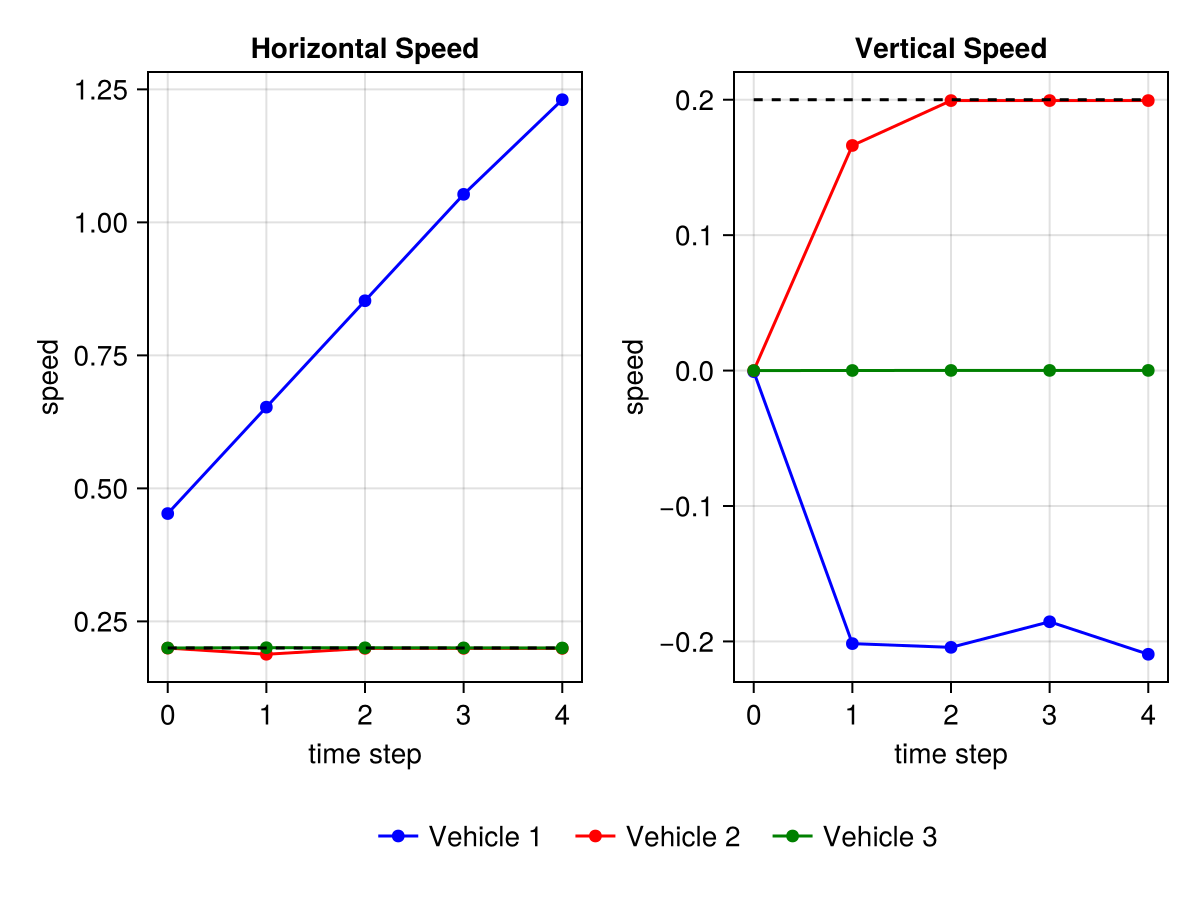 Horizontal Speed
1.25
1.00
0.75
0.50
0.25
speed
0 1 2 3 4
time step
Vertical Speed
0.2
0.1
0.0
−0.1
−0.2
speed
0 1 2 3 4
time step
Vehicle 1 Vehicle 2 Vehicle 3